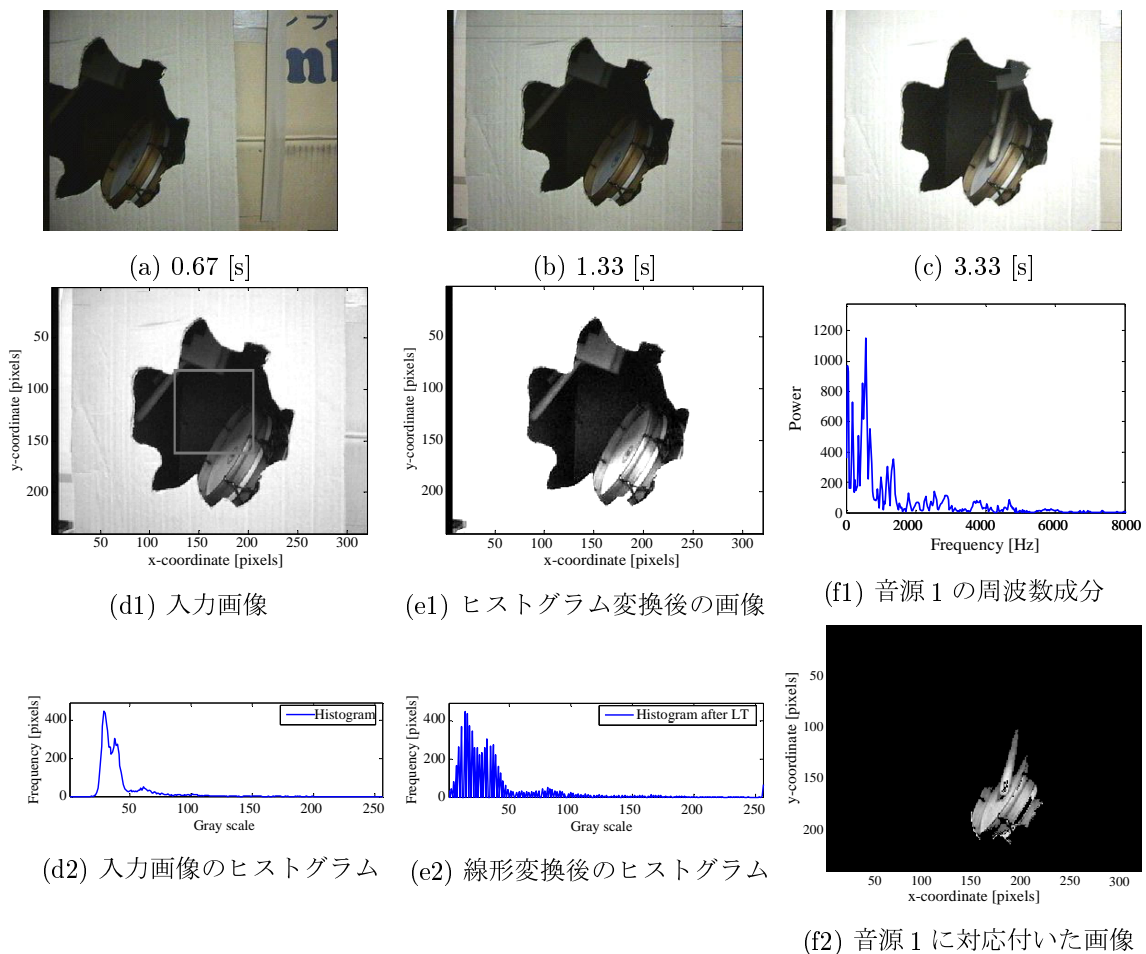 (a) 0.67 [s]
(b) 1.33 [s]
(c) 3.33 [s]
50
100
150
200
y-coordinate [pixels]
50 100 150 200 250 300
x-coordinate [pixels]
(d1) 入力画像
50
100
150
200
y-coordinate [pixels]
50 100 150 200 250 300
x-coordinate [pixels]
(e1) ヒストグラム変換後の画像
1200
1000
800
600
400
200
0
Power
0 2000 4000 6000 8000
Frequency [Hz]
(f1) 音源 1 の周波数成分
400
200
0
Frequency [pixels]
Histogram
50 100 150 200 250
Gray scale
(d2) 入力画像のヒストグラム
400
200
0
Frequency [pixels]
Histogram after LT
50 100 150 200 250
Gray scale
(e2) 線形変換後のヒストグラム
50
100
150
200
y-coordinate [pixels]
50 100 150 200 250 300
x-coordinate [pixels]
(f2) 音源 1 に対応付いた画像